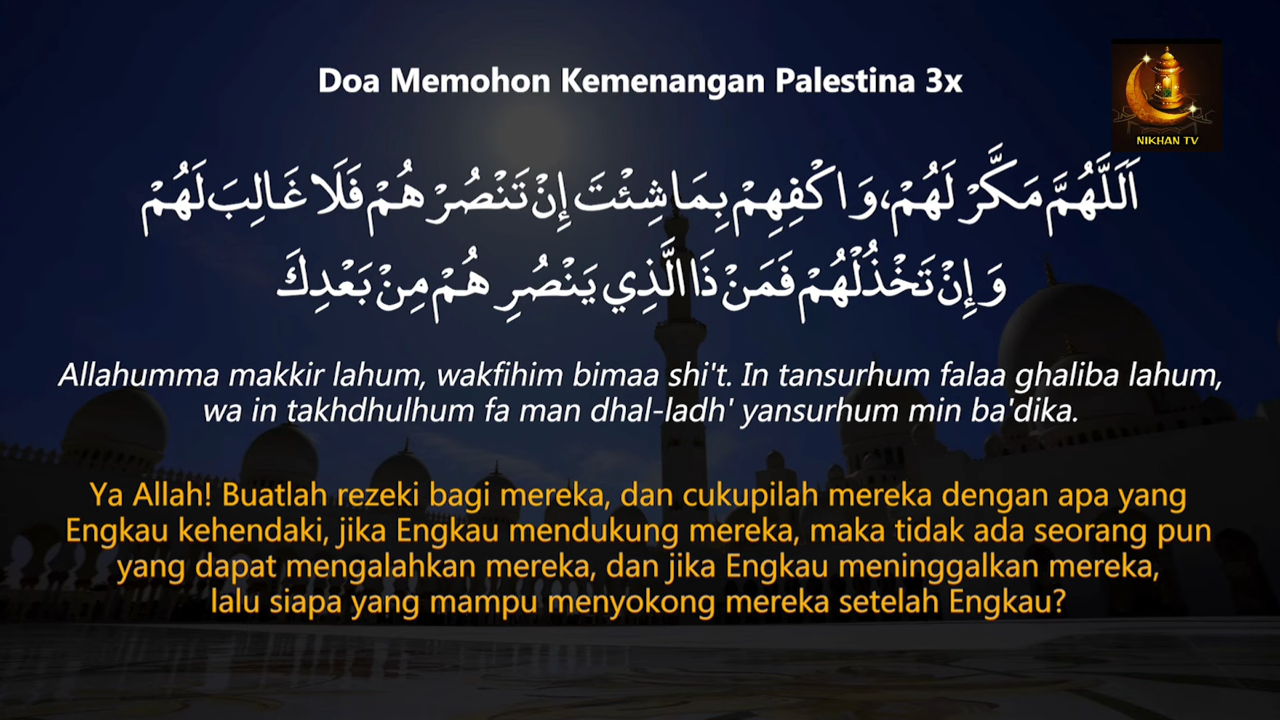 Doa Memohon Kemenangan Palestina 3x
NIKHAN TV
اَللَّهُمَّ مَكَّرْ لَهُمْ، وَاكْفِهِمْ بِمَا شِئْتَ إِنْ تَنْصُرْ هُمْ فَلَا غَالِبَ لَهُمْ
وَإِنْ تَخْذُلْهُمْ فَمَنْ ذَا الَّذِي يَنْصُرِ هُمْ مِنْ بَعْدِكَ
Allahumma makkir lahum, wakfihim bimaa shi't. In tansurhum falaa ghaliba lahum,
wa in takhdhulhum fa man dhal-ladh' yansurhum min ba'dika.
Ya Allah! Buatlah rezeki bagi mereka, dan cukupilah mereka dengan apa yang
Engkau kehendaki, jika Engkau mendukung mereka, maka tidak ada seorang pun
yang dapat mengalahkan mereka, dan jika Engkau meninggalkan mereka,
lalu siapa yang mampu menyokong mereka setelah Engkau?